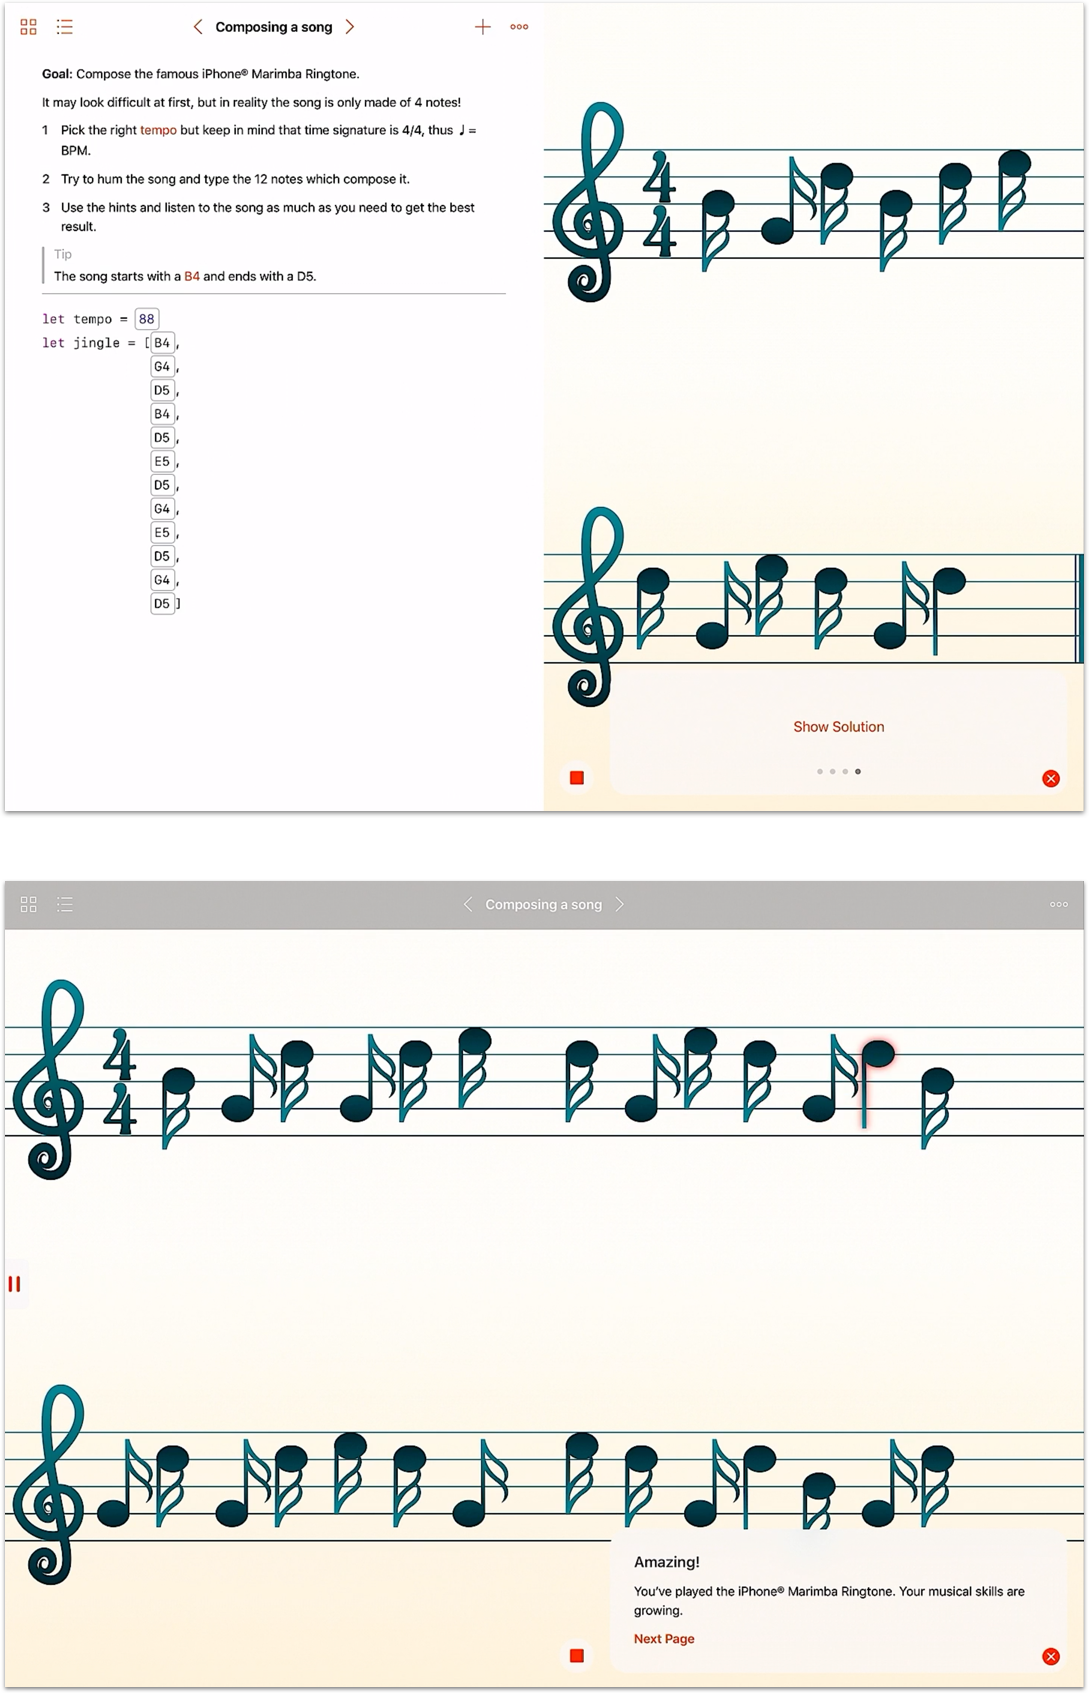 Composing a song
Goal: Compose the famous iPhone® Marimba Ringtone.
It may look difficult at first, but in reality the song is only made of 4 notes!
1 Pick the right tempo but keep in mind that time signature is 4/4, thus ♩ =
BPM.
2 Try to hum the song and type the 12 notes which compose it.
3 Use the hints and listen to the song as much as you need to get the best
result.
Tip
The song starts with a B4 and ends with a D5.
let tempo = 88
let jingle = [B4,
G4,
D5,
B4,
D5,
E5,
D5,
G4,
E5,
D5,
G4,
D5]
4
4
Show Solution
Composing a song
4
4
Amazing!
You've played the iPhone® Marimba Ringtone. Your musical skills are
growing.
Next Page